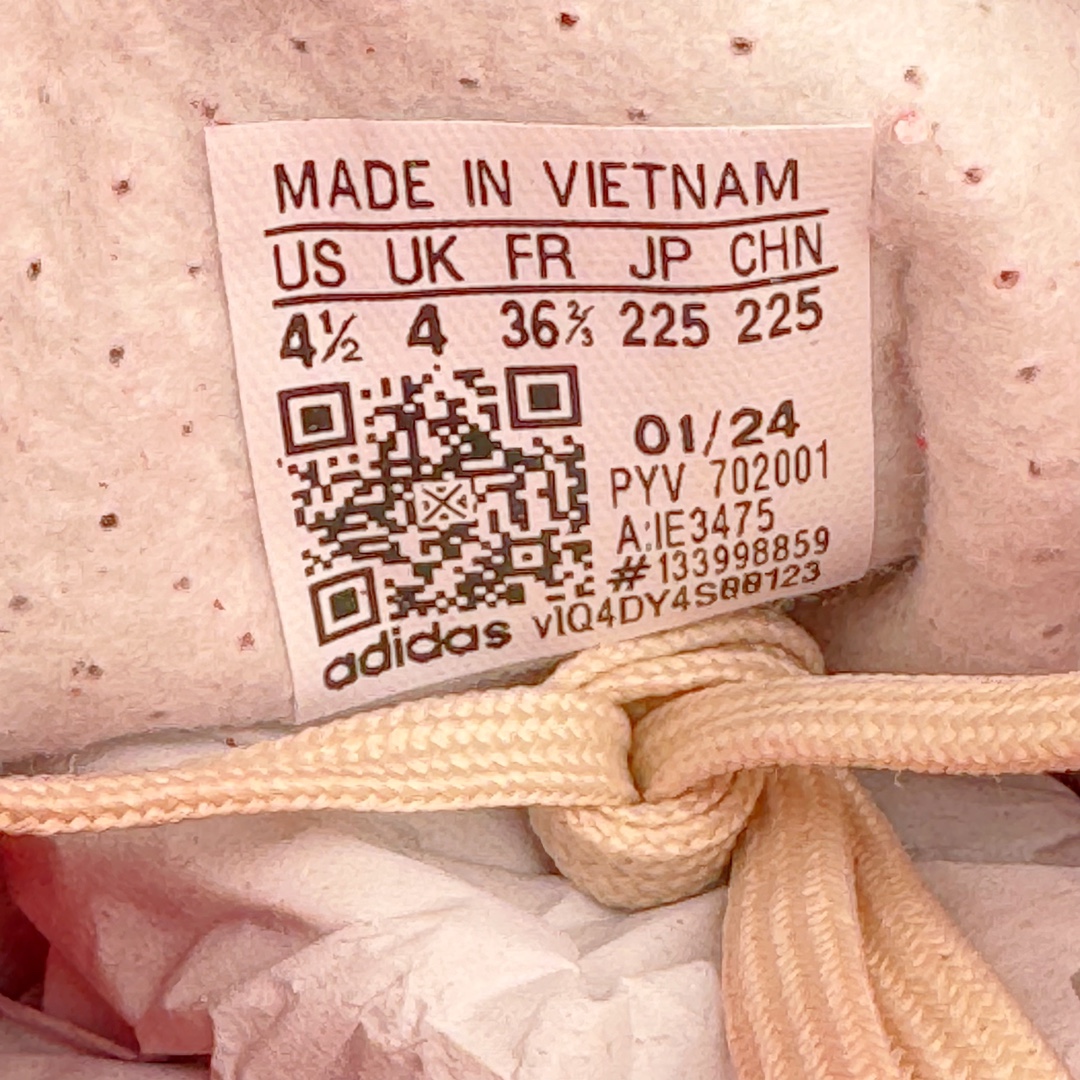 MADE IN VIETNAM
US UK FR JP CHN
4½ 4 36⅔ 225 225
01/24
PYV 702001
A:IE3475
#133998859
adidas